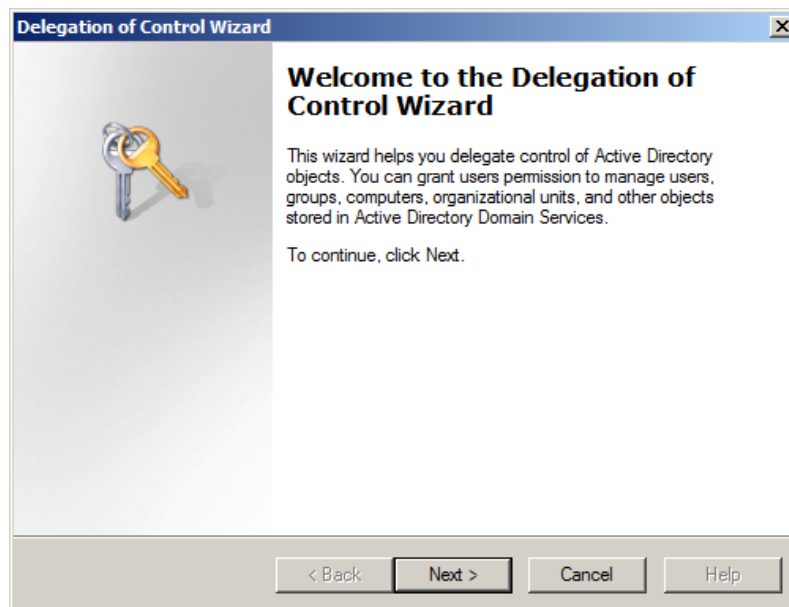 Delegation of Control Wizard
Welcome to the Delegation of
Control Wizard
This wizard helps you delegate control of Active Directory
objects. You can grant users permission to manage users,
groups, computers, organizational units, and other objects
stored in Active Directory Domain Services.
To continue, click Next.
< Back Next > Cancel Help